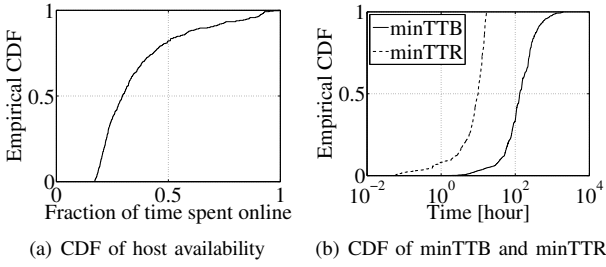 1
0.5
0
Empirical CDF
0 0.5 1
Fraction of time spent online
(a) CDF of host availability
1
0.5
0
Empirical CDF
minTTB
minTTR
10^-2 10^0 10^2 10^4
Time [hour]
(b) CDF of minTTB and minTTR